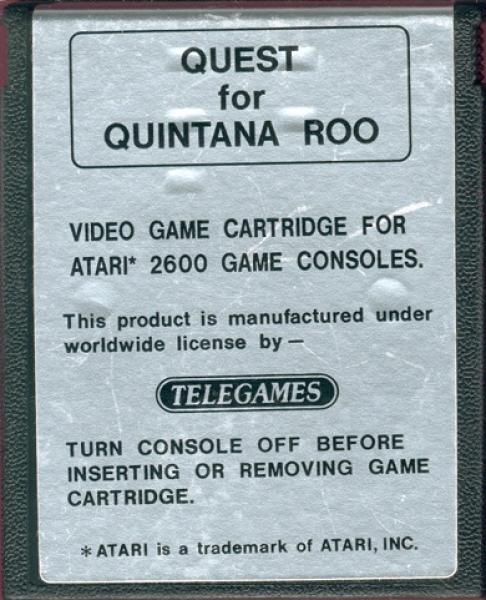 QUEST
for
QUINTANA ROO
VIDEO GAME CARTRIDGE FOR
ATARI* 2600 GAME CONSOLES.
This product is manufactured under
worldwide license by —
TELEGAMES
TURN CONSOLE OFF BEFORE
INSERTING OR REMOVING GAME
CARTRIDGE.
*ATARI is a trademark of ATARI, INC.